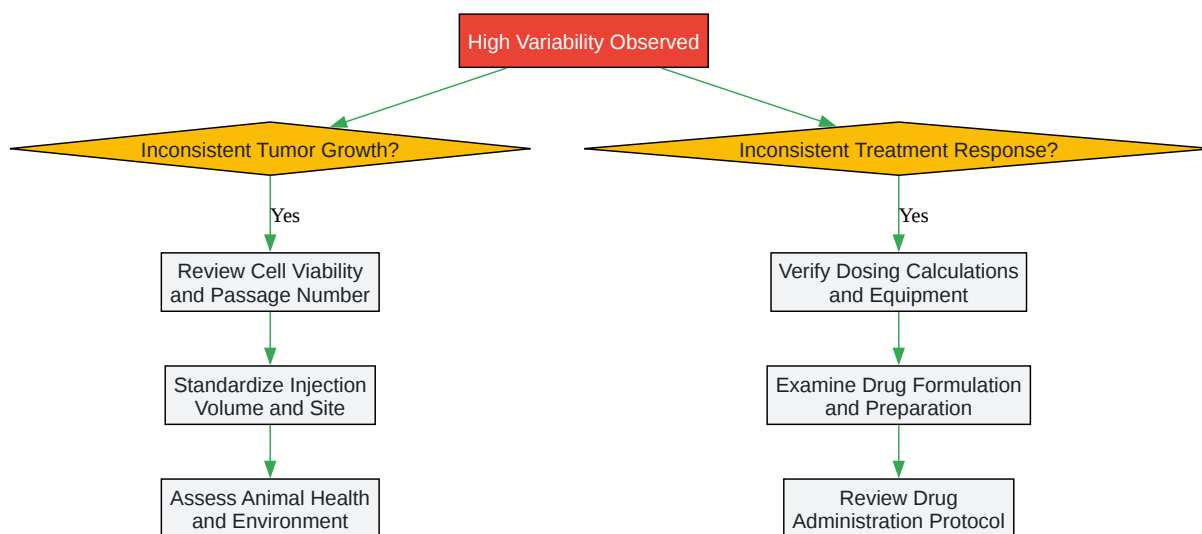 High Variability Observed
Inconsistent Tumor Growth?
Inconsistent Treatment Response?
Yes
Yes
Review Cell Viability
and Passage Number
Verify Dosing Calculations
and Equipment
Standardize Injection
Volume and Site
Examine Drug Formulation
and Preparation
Assess Animal Health
and Environment
Review Drug
Administration Protocol